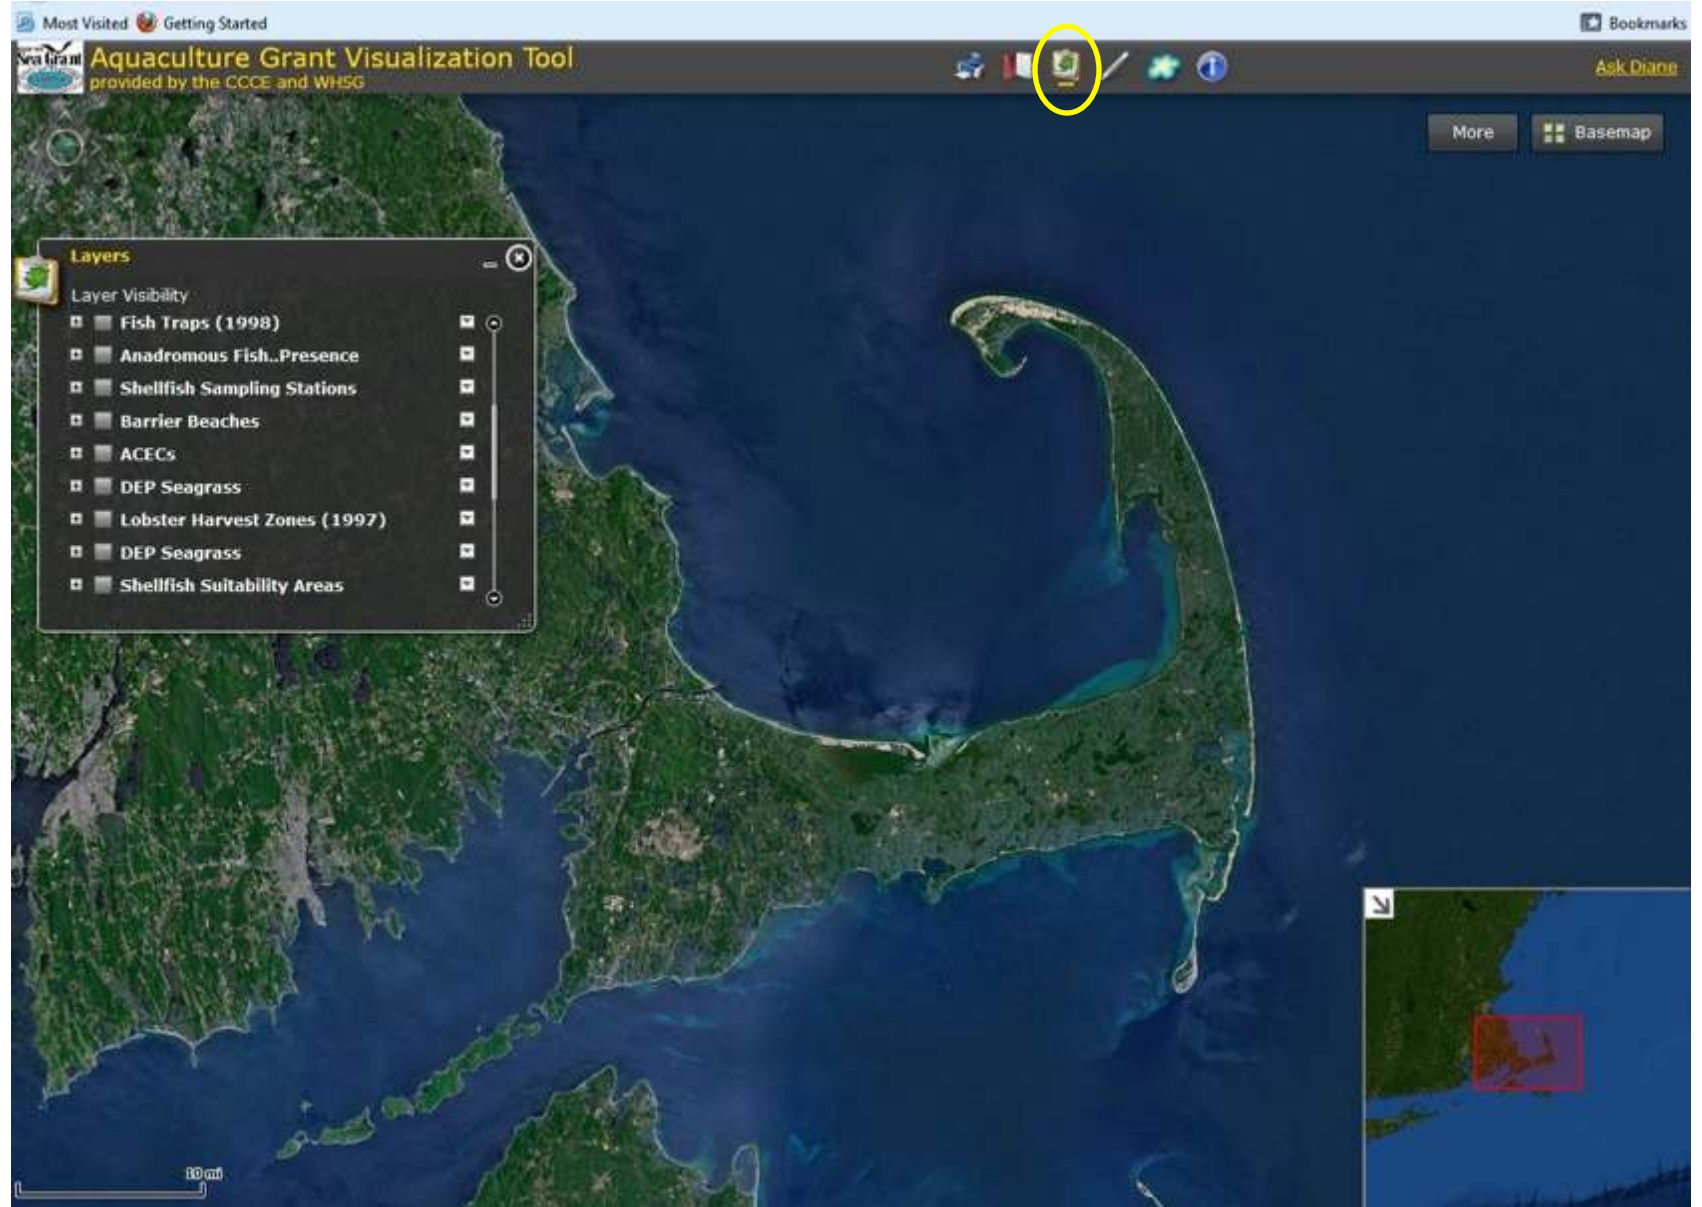 Most Visited Getting Started
Bookmarks
Sea Grant
Aquaculture Grant Visualization Tool
provided by the CCCE and WHSG
Ask Diane
More
Basemap
Layers
Layer Visibility
Fish Traps (1998)
Anadromous Fish..Presence
Shellfish Sampling Stations
Barrier Beaches
ACECs
DEP Seagrass
Lobster Harvest Zones (1997)
DEP Seagrass
Shellfish Suitability Areas
10 mi